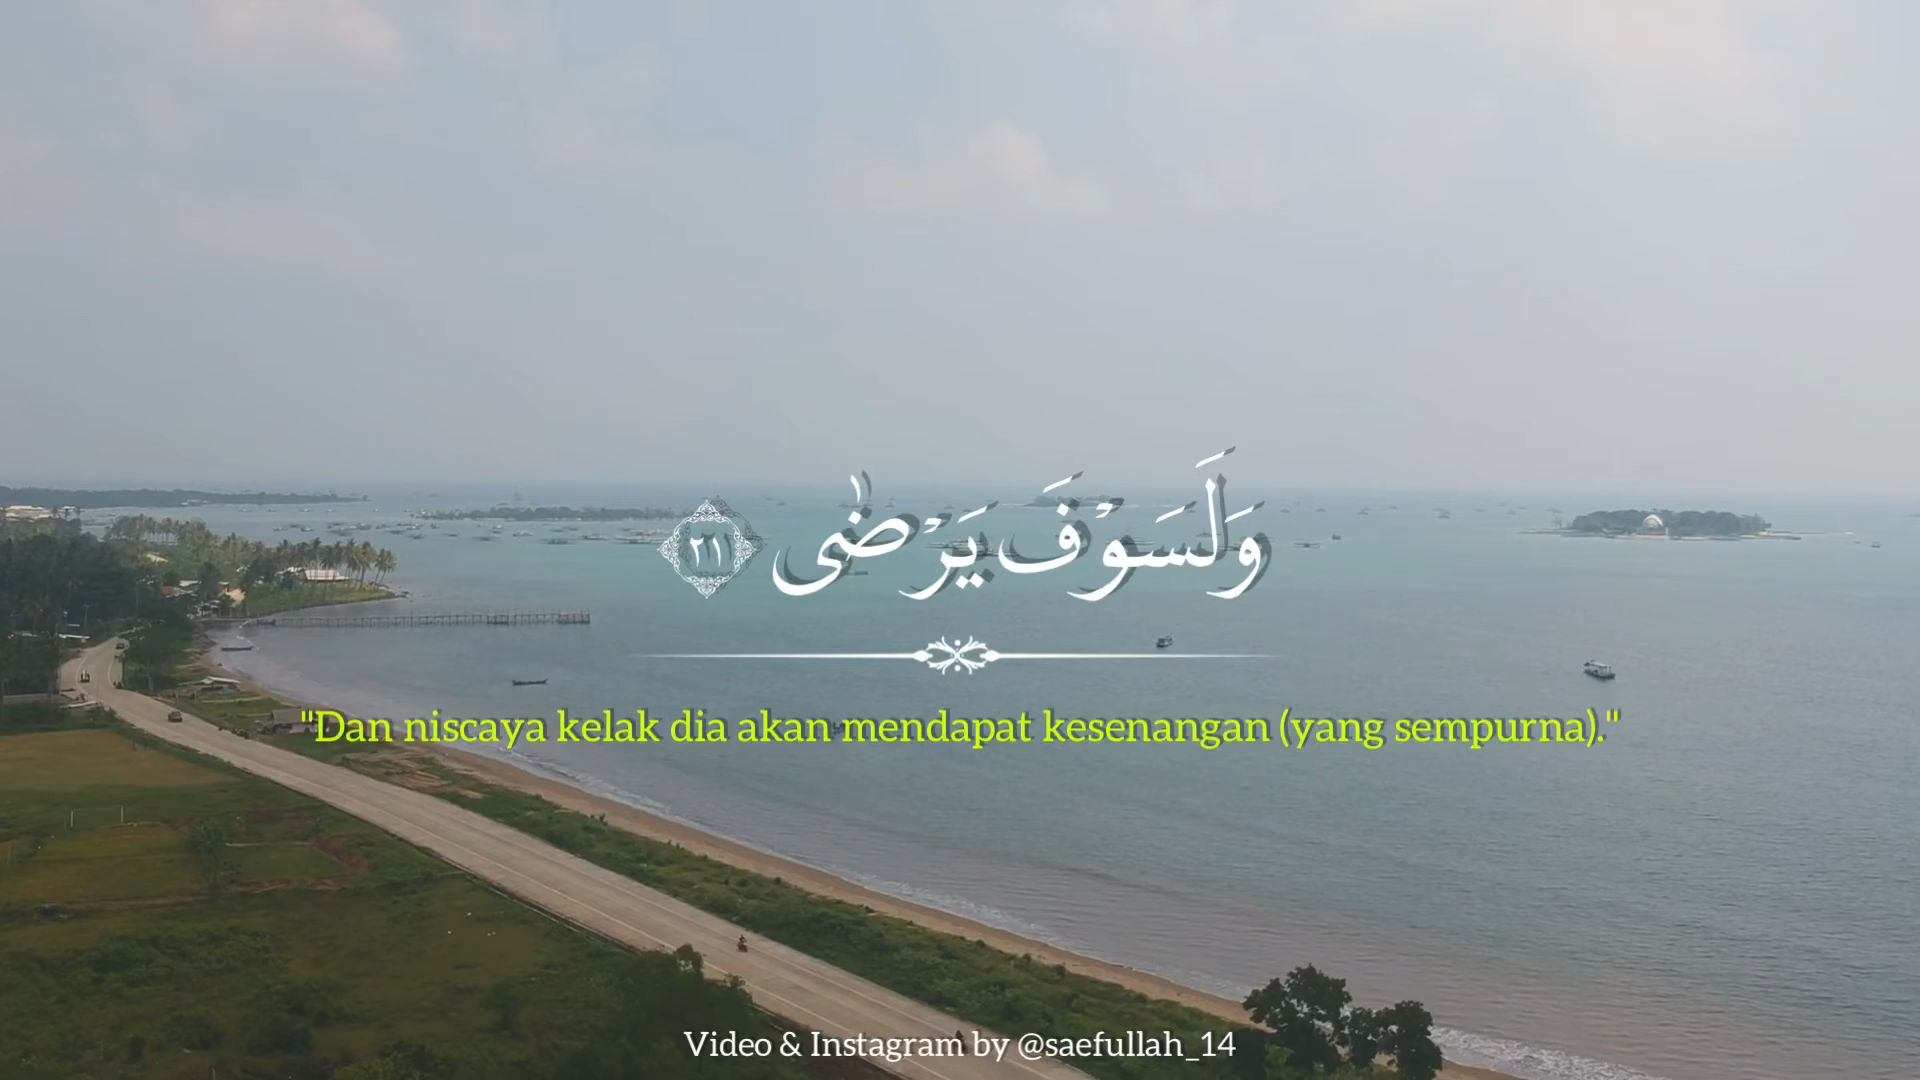 وَلَسَوْفَ يَرْضٰى ٢١
"Dan niscaya kelak dia akan mendapat kesenangan (yang sempurna)."
Video & Instagram by @saefullah_14